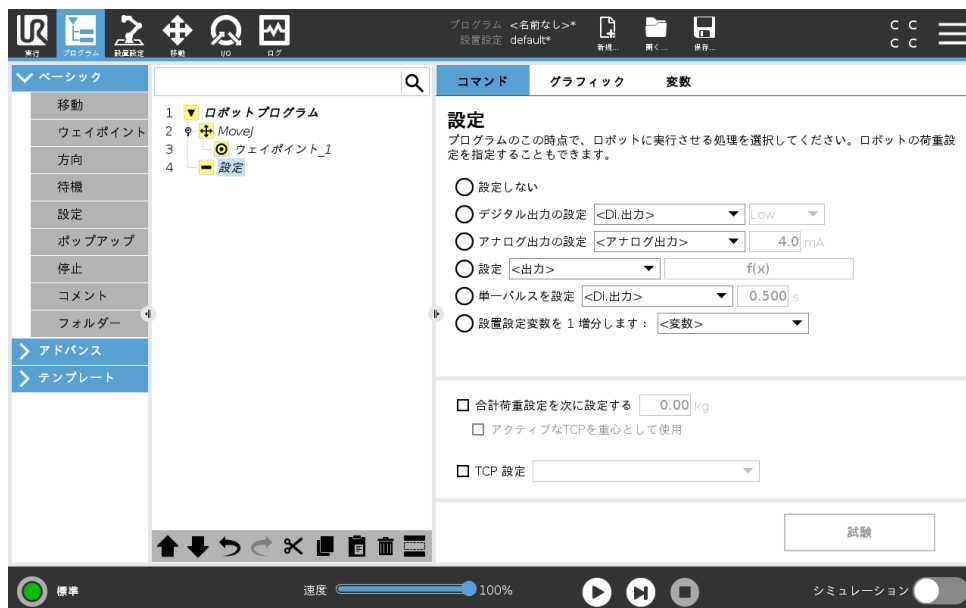 UR
実行
プログラム
設置設定
移動
I/O
ログ
プログラム <名前なし>*
設置設定 default*
新規...
開く...
保存...
C C
C C
ベーシック
移動
ウェイポイント
方向
待機
設定
ポップアップ
停止
コメント
フォルダー
アドバンス
テンプレート
1 ロボットプログラム
2 MoveJ
3 ウェイポイント_1
4 設定
コマンド グラフィック 変数
設定
プログラムのこの時点で、ロボットに実行させる処理を選択してください。ロボットの荷重設
定を指定することもできます。
設定しない
デジタル出力の設定 <Di.出力> Low
アナログ出力の設定 <アナログ出力> 4.0 mA
設定 <出力> f(x)
単一パルスを設定 <Di.出力> 0.500 s
設置設定変数を 1 増分します： <変数>
合計荷重設定を次に設定する 0.00 kg
アクティブなTCPを重心として使用
TCP 設定
試験
標準
速度 100%
シミュレーション